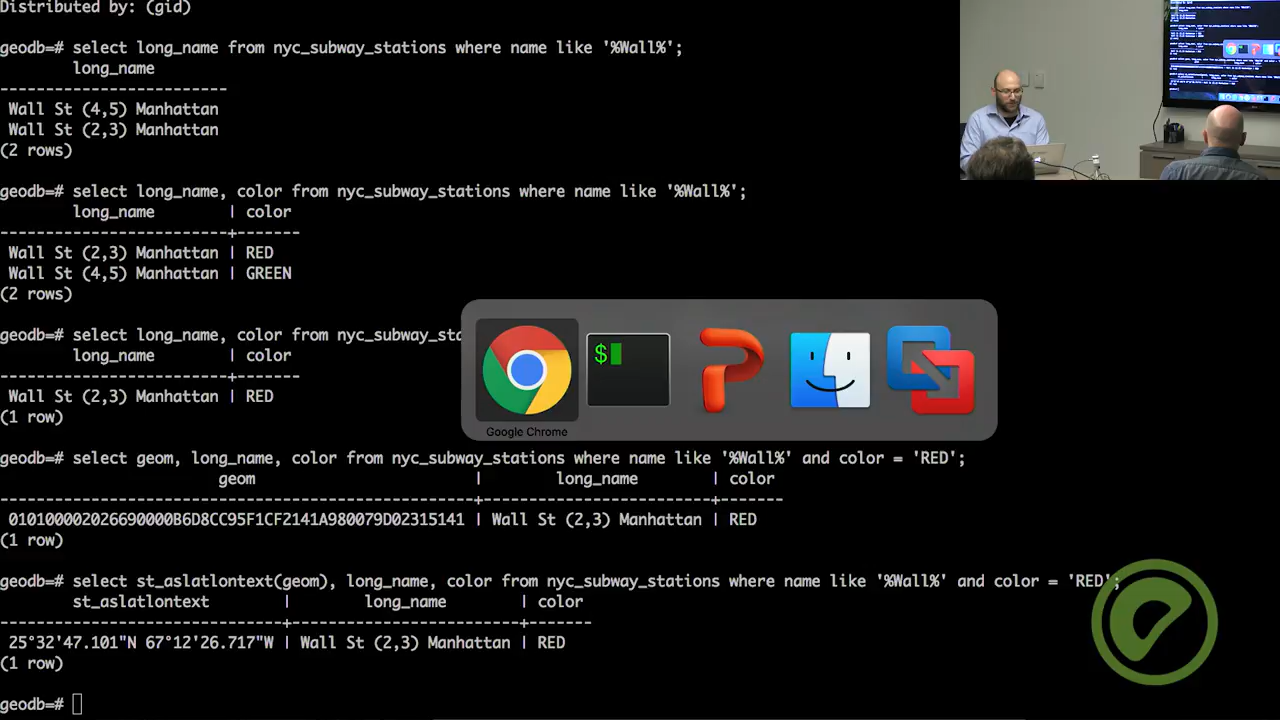 Distributed by: (gid)
geodb=# select long_name from nyc_subway_stations where name like '%Wall%';
long_name
---------------------------
Wall St (4,5) Manhattan
Wall St (2,3) Manhattan
(2 rows)
geodb=# select long_name, color from nyc_subway_stations where name like '%Wall%';
long_name | color
---------------------------+-------
Wall St (2,3) Manhattan | RED
Wall St (4,5) Manhattan | GREEN
(2 rows)
geodb=# select long_name, color from nyc_subway_sta
long_name | color
---------------------------+-------
Wall St (2,3) Manhattan | RED
(1 row)
$
Google Chrome
geodb=# select geom, long_name, color from nyc_subway_stations where name like '%Wall%' and color = 'RED';
geom | long_name | color
----------------------------------------------------+---------------------------+-------
010100002026690000B6D8CC95F1CF2141A980079D02315141 | Wall St (2,3) Manhattan | RED
(1 row)
geodb=# select st_aslatlontext(geom), long_name, color from nyc_subway_stations where name like '%Wall%' and color = 'RED';
st_aslatlontext | long_name | color
-------------------------------+---------------------------+-------
25°32'47.101"N 67°12'26.717"W | Wall St (2,3) Manhattan | RED
(1 row)
geodb=#